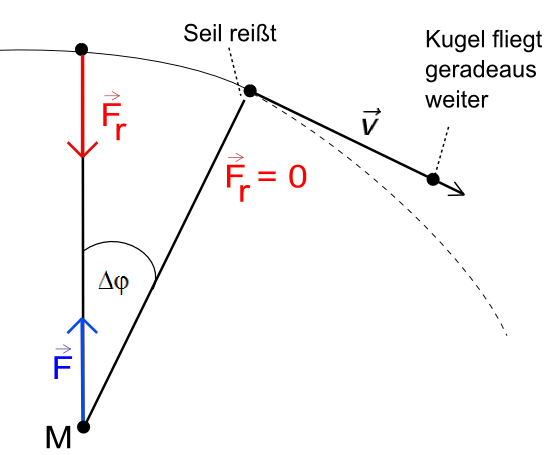 Seil reißt
Kugel fliegt
geradeaus
weiter
F⃗r
v⃗
F⃗r = 0
Δφ
F⃗
M